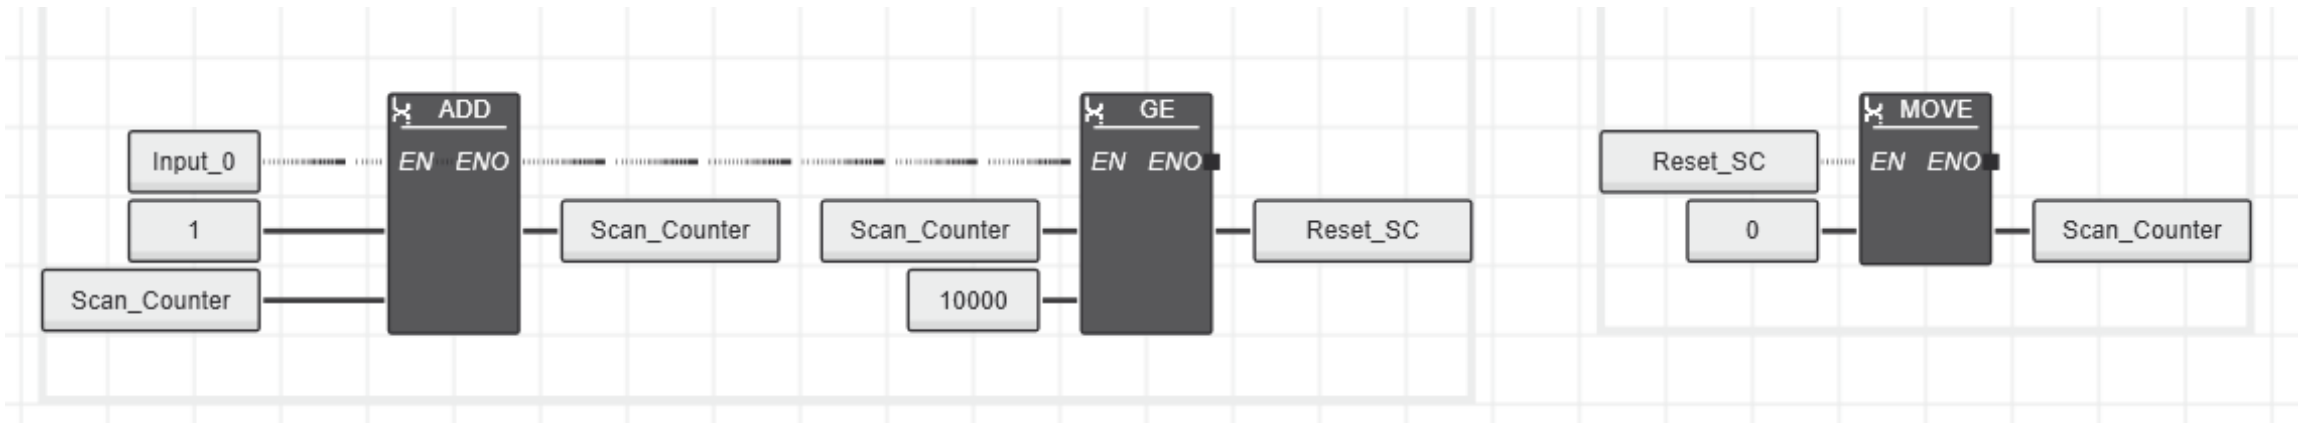 ADD
Input_0
EN ENO
1
Scan_Counter
Scan_Counter
GE
EN ENO
Scan_Counter
10000
Reset_SC
MOVE
Reset_SC
EN ENO
0
Scan_Counter